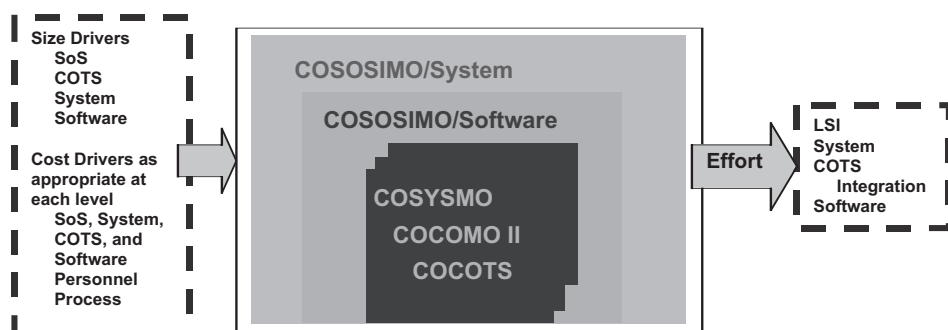 Size Drivers
SoS
COTS
System
Software
Cost Drivers as
appropriate at
each level
SoS, System,
COTS, and
Software
Personnel
Process
COSOSIMO/System
COSOSIMO/Software
COSYSMO
COCOMO II
COCOTS
Effort
LSI
System
COTS
Integration
Software